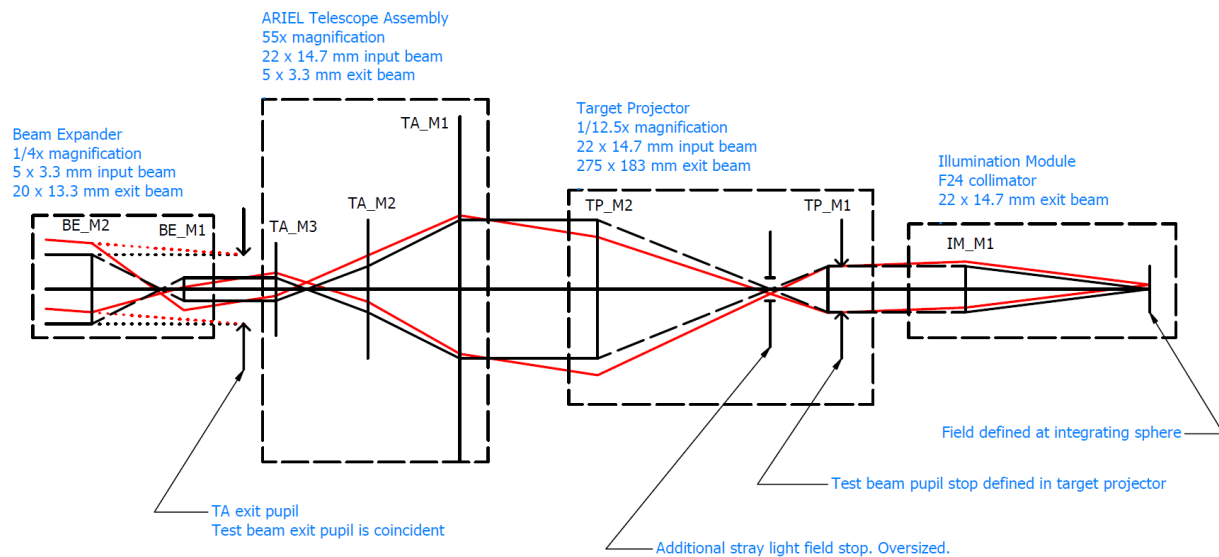 ARIEL Telescope Assembly
55x magnification
22 x 14.7 mm input beam
5 x 3.3 mm exit beam
TA_M1
TA_M2
TA_M3
Beam Expander
1/4x magnification
5 x 3.3 mm input beam
20 x 13.3 mm exit beam
BE_M2
BE_M1
Target Projector
1/12.5x magnification
22 x 14.7 mm input beam
275 x 183 mm exit beam
TP_M2
TP_M1
Illumination Module
F24 collimator
22 x 14.7 mm exit beam
IM_M1
Field defined at integrating sphere
Test beam pupil stop defined in target projector
TA exit pupil
Test beam exit pupil is coincident
Additional stray light field stop. Oversized.